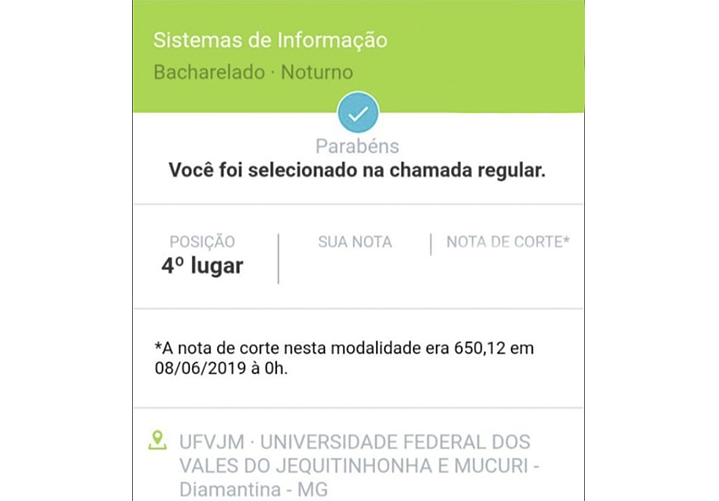 Sistemas de Informação
Bacharelado · Noturno
Parabéns
Você foi selecionado na chamada regular.
POSIÇÃO
4º lugar
SUA NOTA
NOTA DE CORTE*
*A nota de corte nesta modalidade era 650,12 em
08/06/2019 à 0h.
UFVJM · UNIVERSIDADE FEDERAL DOS
VALES DO JEQUITINHONHA E MUCURI -
Diamantina - MG